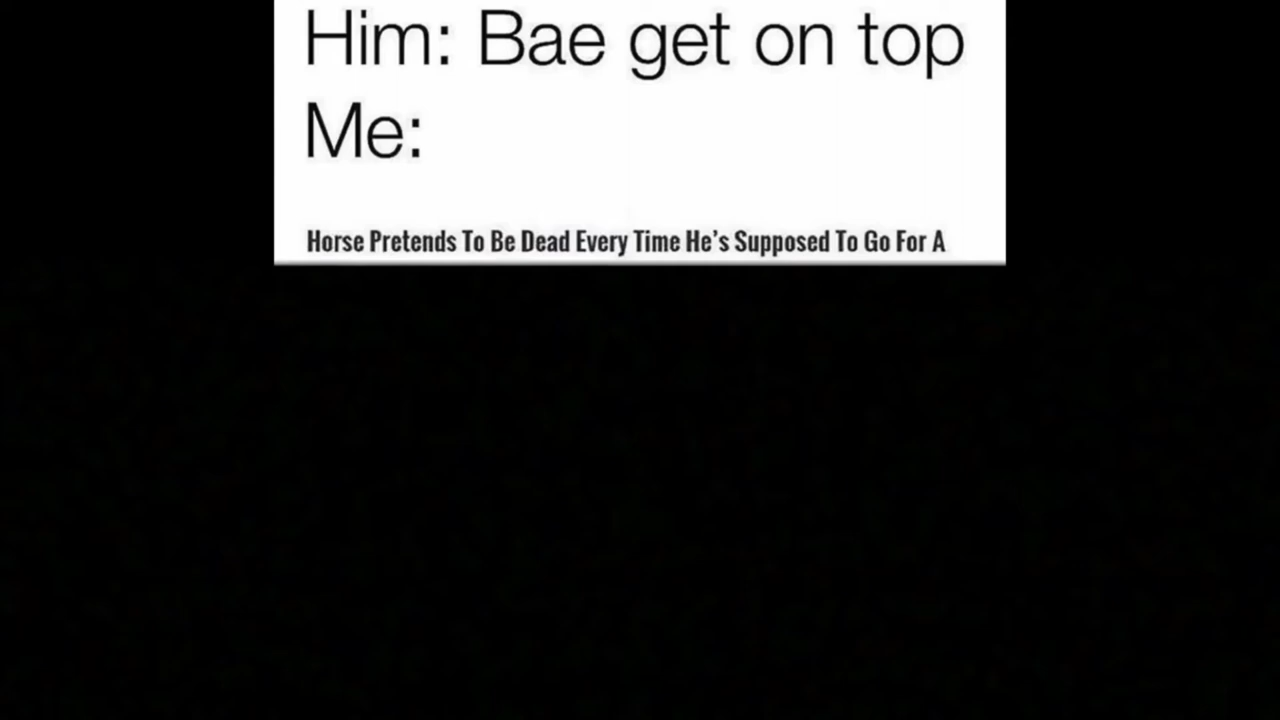 Him: Bae get on top
Me:
Horse Pretends To Be Dead Every Time He's Supposed To Go For A